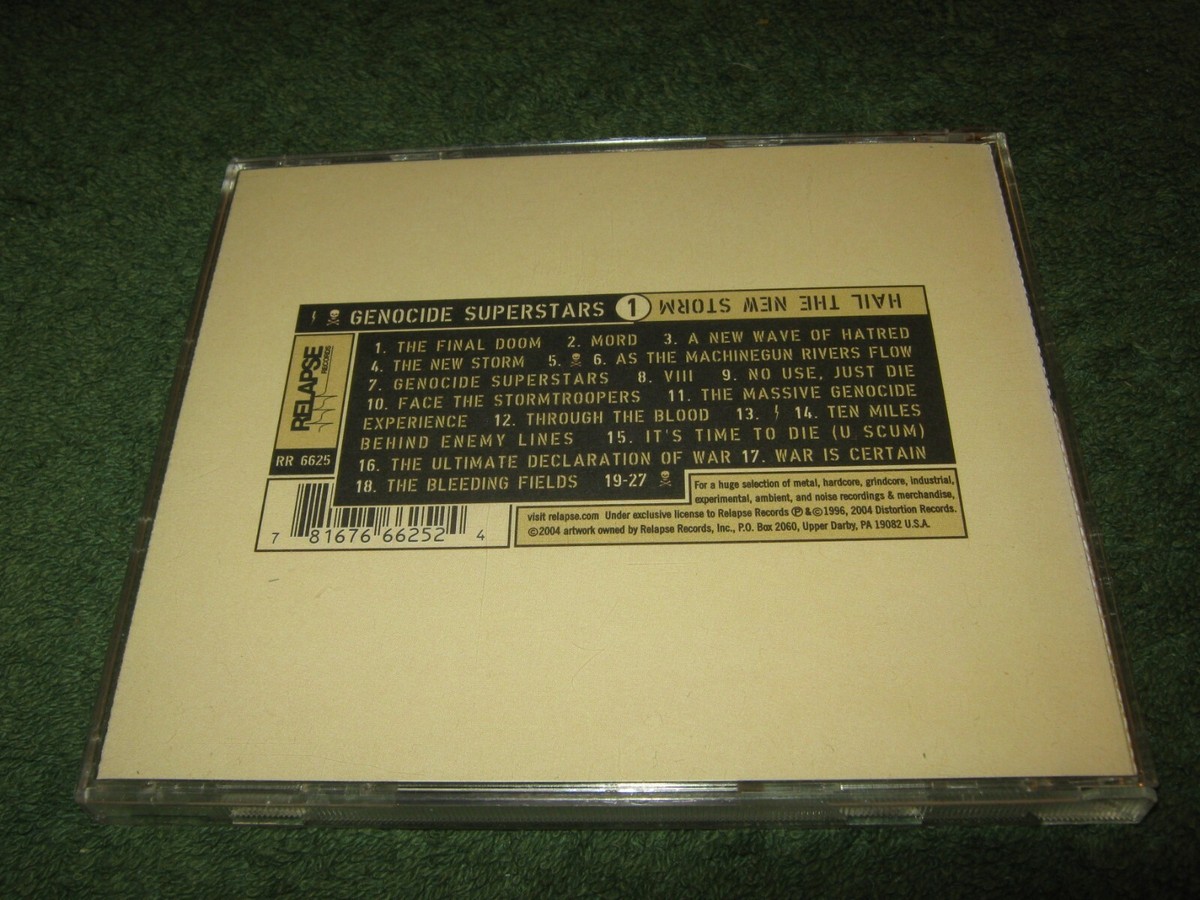 GENOCIDE SUPERSTARS 1 HAIL THE NEW STORM
1. THE FINAL DOOM 2. MORD 3. A NEW WAVE OF HATRED
4. THE NEW STORM 5. 6. AS THE MACHINEGUN RIVERS FLOW
7. GENOCIDE SUPERSTARS 8. VIII 9. NO USE, JUST DIE
10. FACE THE STORMTROOPERS 11. THE MASSIVE GENOCIDE
EXPERIENCE 12. THROUGH THE BLOOD 13. 14. TEN MILES
BEHIND ENEMY LINES 15. IT'S TIME TO DIE (U SCUM)
16. THE ULTIMATE DECLARATION OF WAR 17. WAR IS CERTAIN
18. THE BLEEDING FIELDS 19-27
RELAPSE
RECORDS
RR 6625
7 81676 66252 4
For a huge selection of metal, hardcore, grindcore, industrial,
experimental, ambient, and noise recordings & merchandise,
visit relapse.com Under exclusive license to Relapse Records ℗ &©1996, 2004 Distortion Records.
©2004 artwork owned by Relapse Records, Inc., P.O. Box 2060, Upper Darby, PA 19082 U.S.A.